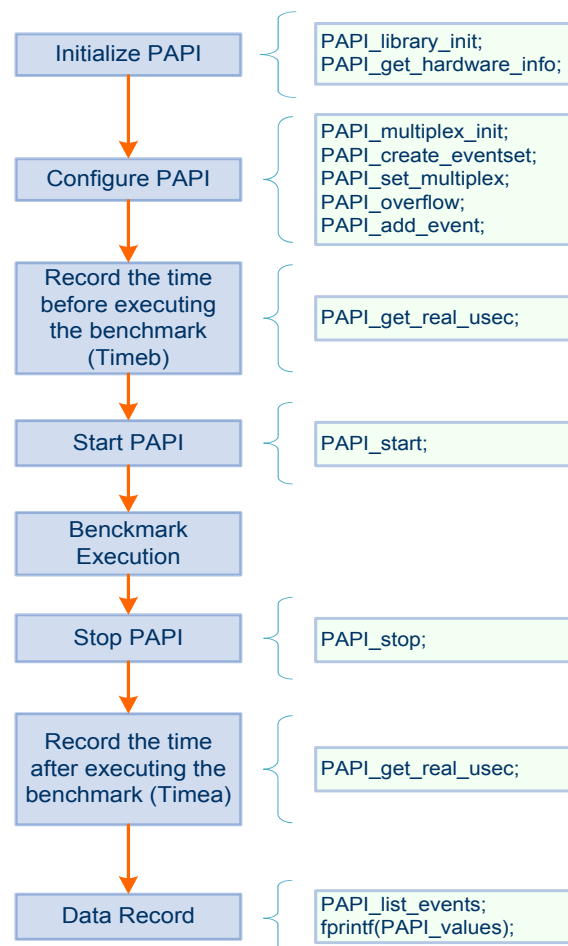 Initialize PAPI
PAPI_library_init;
PAPI_get_hardware_info;
Configure PAPI
PAPI_multiplex_init;
PAPI_create_eventset;
PAPI_set_multiplex;
PAPI_overflow;
PAPI_add_event;
Record the time
before executing
the benchmark
(Timeb)
PAPI_get_real_usec;
Start PAPI
PAPI_start;
Benckmark
Execution
Stop PAPI
PAPI_stop;
Record the time
after executing the
benchmark (Timea)
PAPI_get_real_usec;
Data Record
PAPI_list_events;
fprintf(PAPI_values);